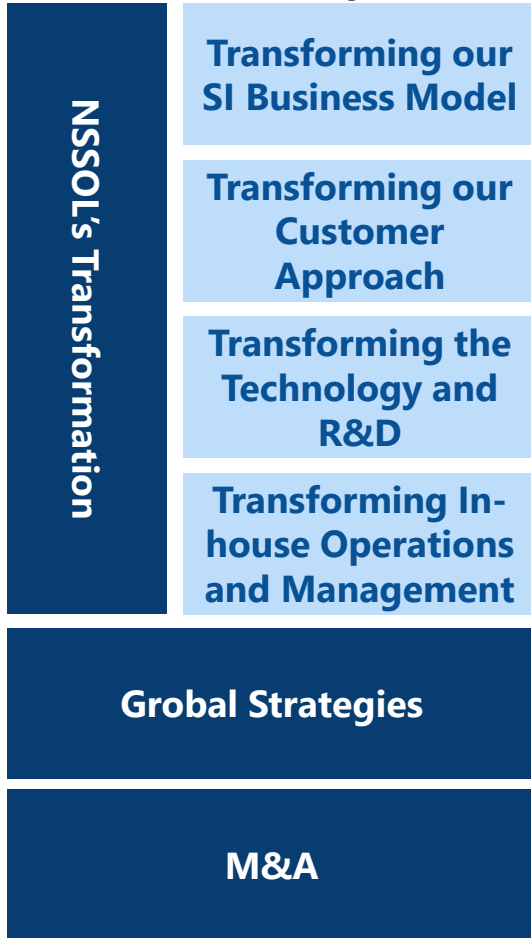 NSSOL's Transformation
Transforming our
SI Business Model
Transforming our
Customer
Approach
Transforming the
Technology and
R&D
Transforming In-
house Operations
and Management
Grobal Strategies
M&A